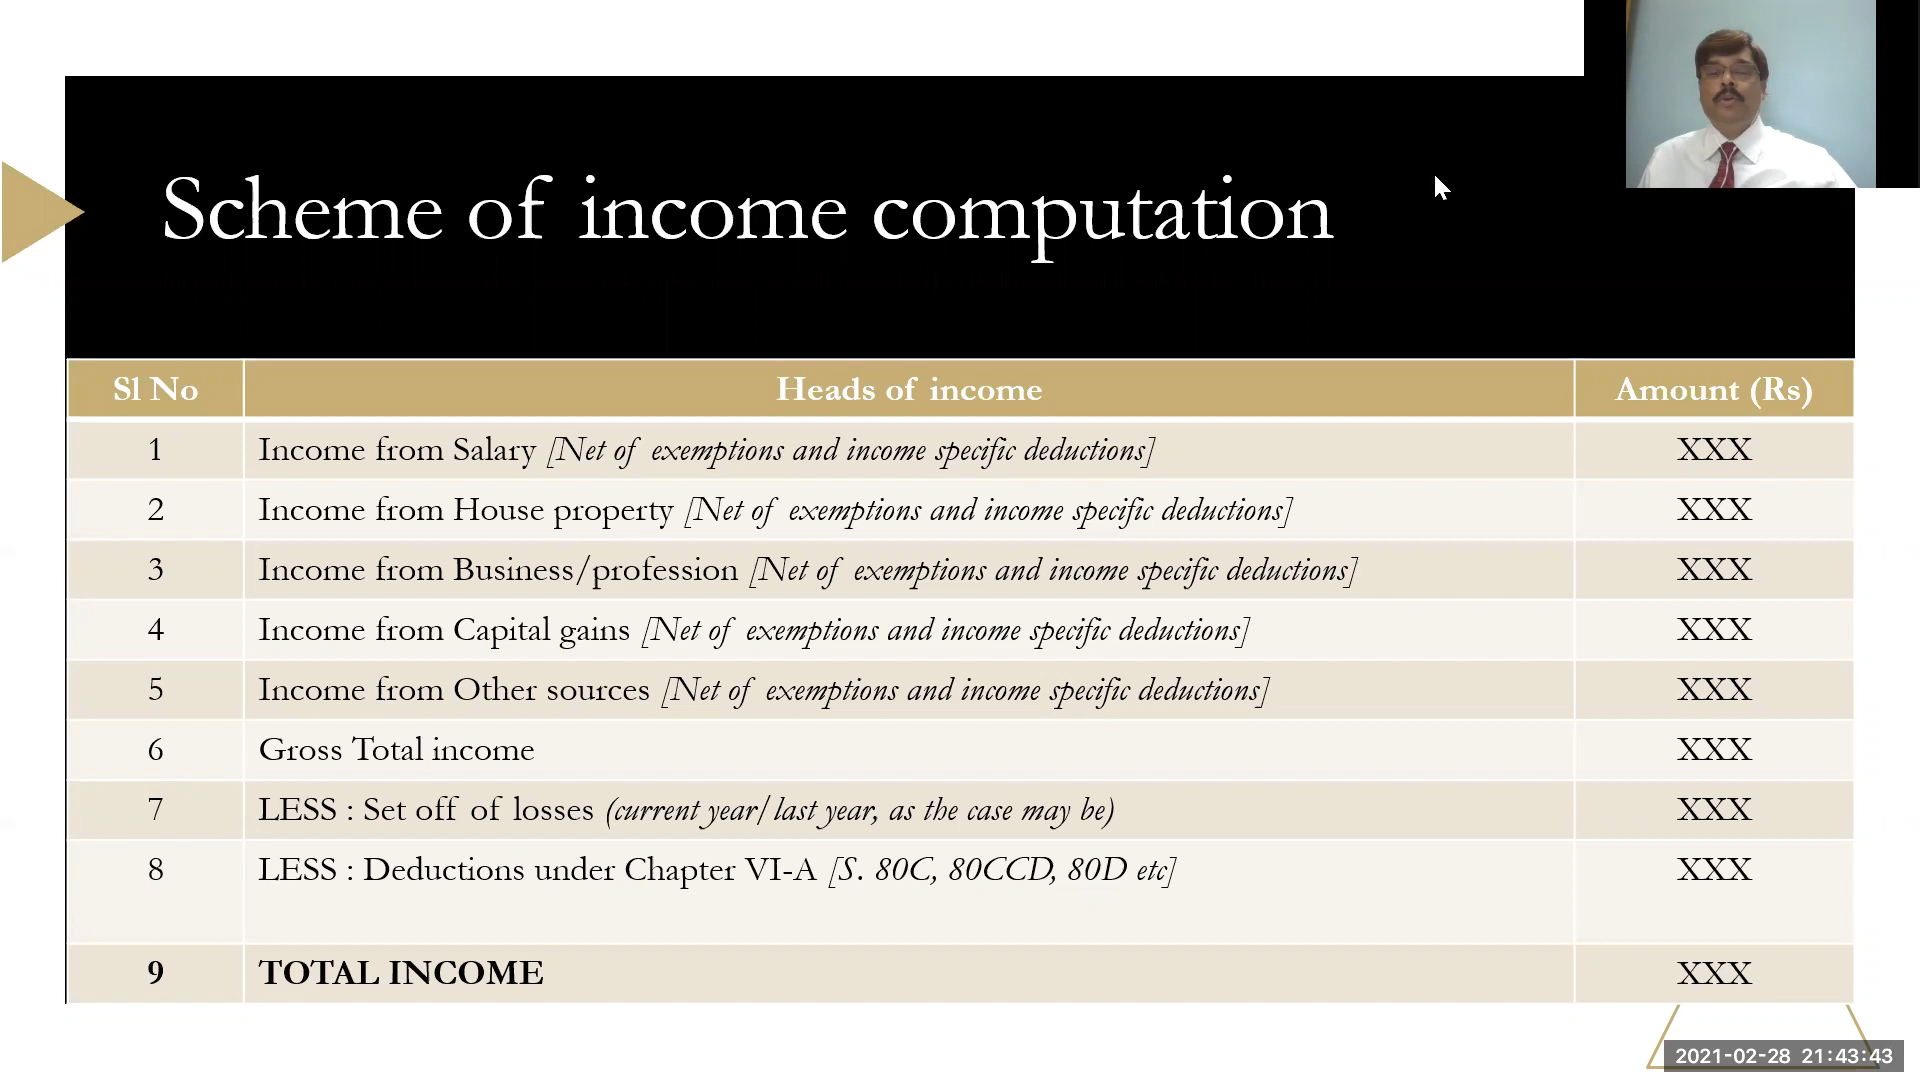 Scheme of income computation
Sl No Heads of income Amount (Rs)
1 Income from Salary [Net of exemptions and income specific deductions] XXX
2 Income from House property [Net of exemptions and income specific deductions] XXX
3 Income from Business/profession [Net of exemptions and income specific deductions] XXX
4 Income from Capital gains [Net of exemptions and income specific deductions] XXX
5 Income from Other sources [Net of exemptions and income specific deductions] XXX
6 Gross Total income XXX
7 LESS : Set off of losses (current year/last year, as the case may be) XXX
8 LESS : Deductions under Chapter VI-A [S. 80C, 80CCD, 80D etc] XXX
9 TOTAL INCOME XXX
2021-02-28 21:43:43